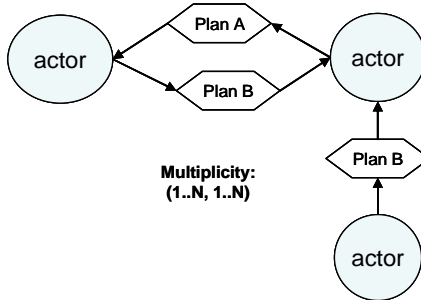 Plan A
actor
actor
Plan B
Multiplicity:
(1..N, 1..N)
Plan B
actor